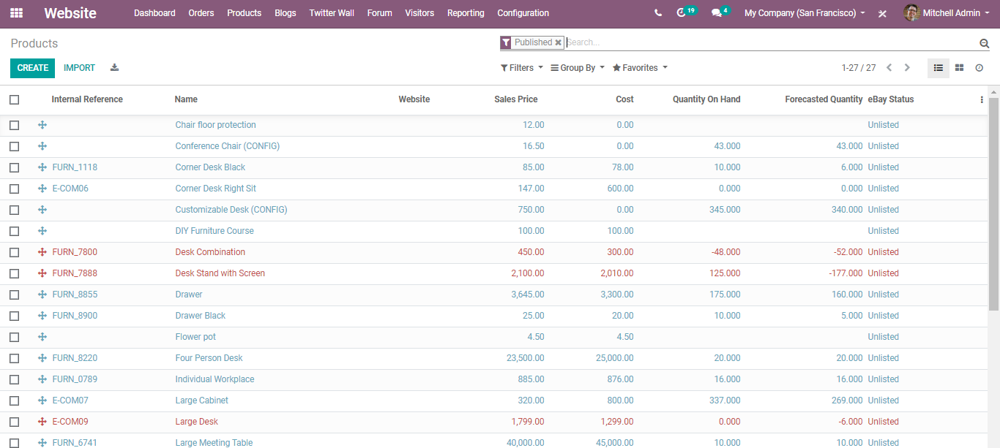 Website Dashboard Orders Products Blogs Twitter Wall Forum Visitors Reporting Configuration 19 4 My Company (San Francisco) Mitchell Admin
Products Published Search...
CREATE IMPORT Filters Group By Favorites 1-27 / 27
Internal Reference Name Website Sales Price Cost Quantity On Hand Forecasted Quantity eBay Status
Chair floor protection 12.00 0.00 Unlisted
Conference Chair (CONFIG) 16.50 0.00 43.000 43.000 Unlisted
FURN_1118 Corner Desk Black 85.00 78.00 10.000 6.000 Unlisted
E-COM06 Corner Desk Right Sit 147.00 600.00 0.000 0.000 Unlisted
Customizable Desk (CONFIG) 750.00 0.00 345.000 340.000 Unlisted
DIY Furniture Course 100.00 100.00 Unlisted
FURN_7800 Desk Combination 450.00 300.00 -48.000 -52.000 Unlisted
FURN_7888 Desk Stand with Screen 2,100.00 2,010.00 125.000 -177.000 Unlisted
FURN_8855 Drawer 3,645.00 3,300.00 175.000 160.000 Unlisted
FURN_8900 Drawer Black 25.00 20.00 10.000 5.000 Unlisted
Flower pot 4.50 4.50 Unlisted
FURN_8220 Four Person Desk 23,500.00 25,000.00 20.000 20.000 Unlisted
FURN_0789 Individual Workplace 885.00 876.00 16.000 16.000 Unlisted
E-COM07 Large Cabinet 320.00 800.00 337.000 269.000 Unlisted
E-COM09 Large Desk 1,799.00 1,299.00 0.000 -6.000 Unlisted
FURN_6741 Large Meeting Table 40,000.00 45,000.00 10.000 10.000 Unlisted